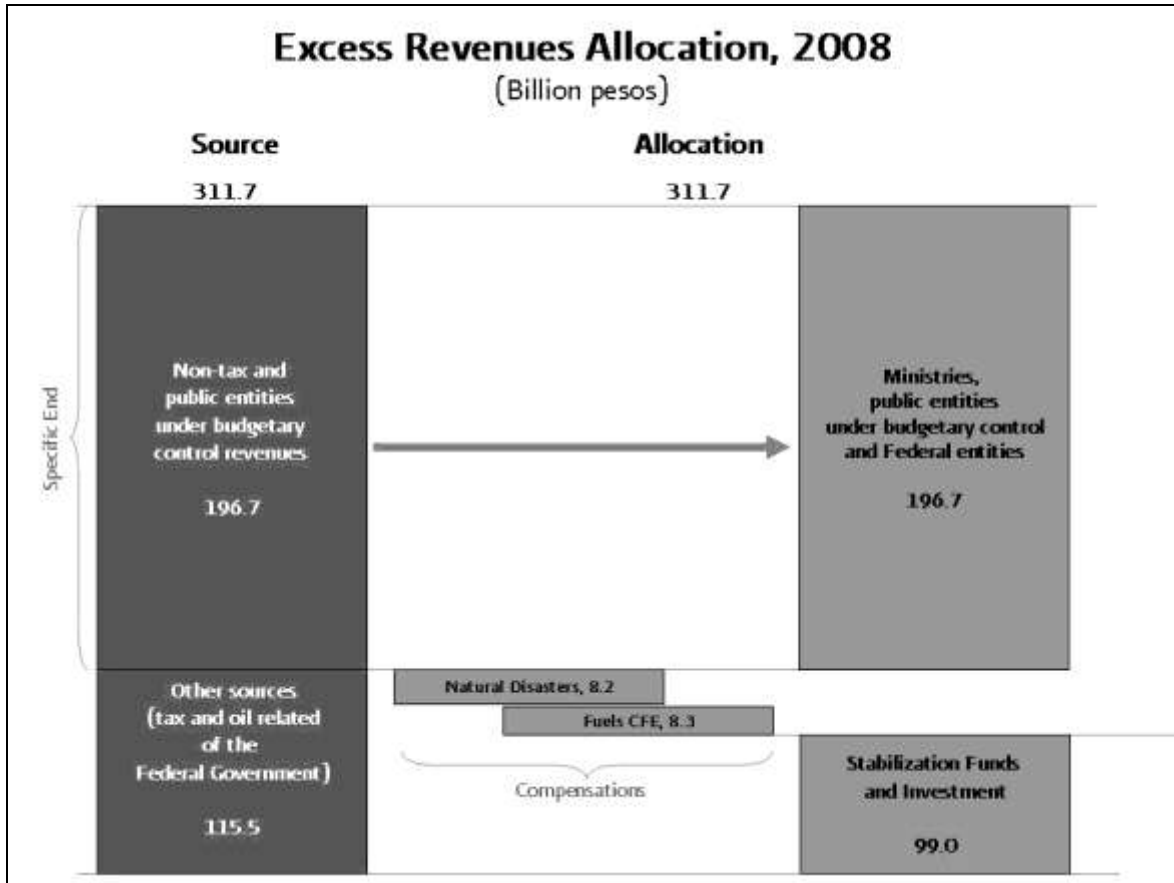 Excess Revenues Allocation, 2008
(Billion pesos)
Source
311.7
Allocation
311.7
Specific End
Non-tax and
public entities
under budgetary
control revenues
196.7
Ministries,
public entities
under budgetary control
and Federal entities
196.7
Other sources
(tax and oil related
of the
Federal Government)
115.5
Natural Disasters, 8.2
Fuels CFE, 8.3
Compensations
Stabilization Funds
and Investment
99.0